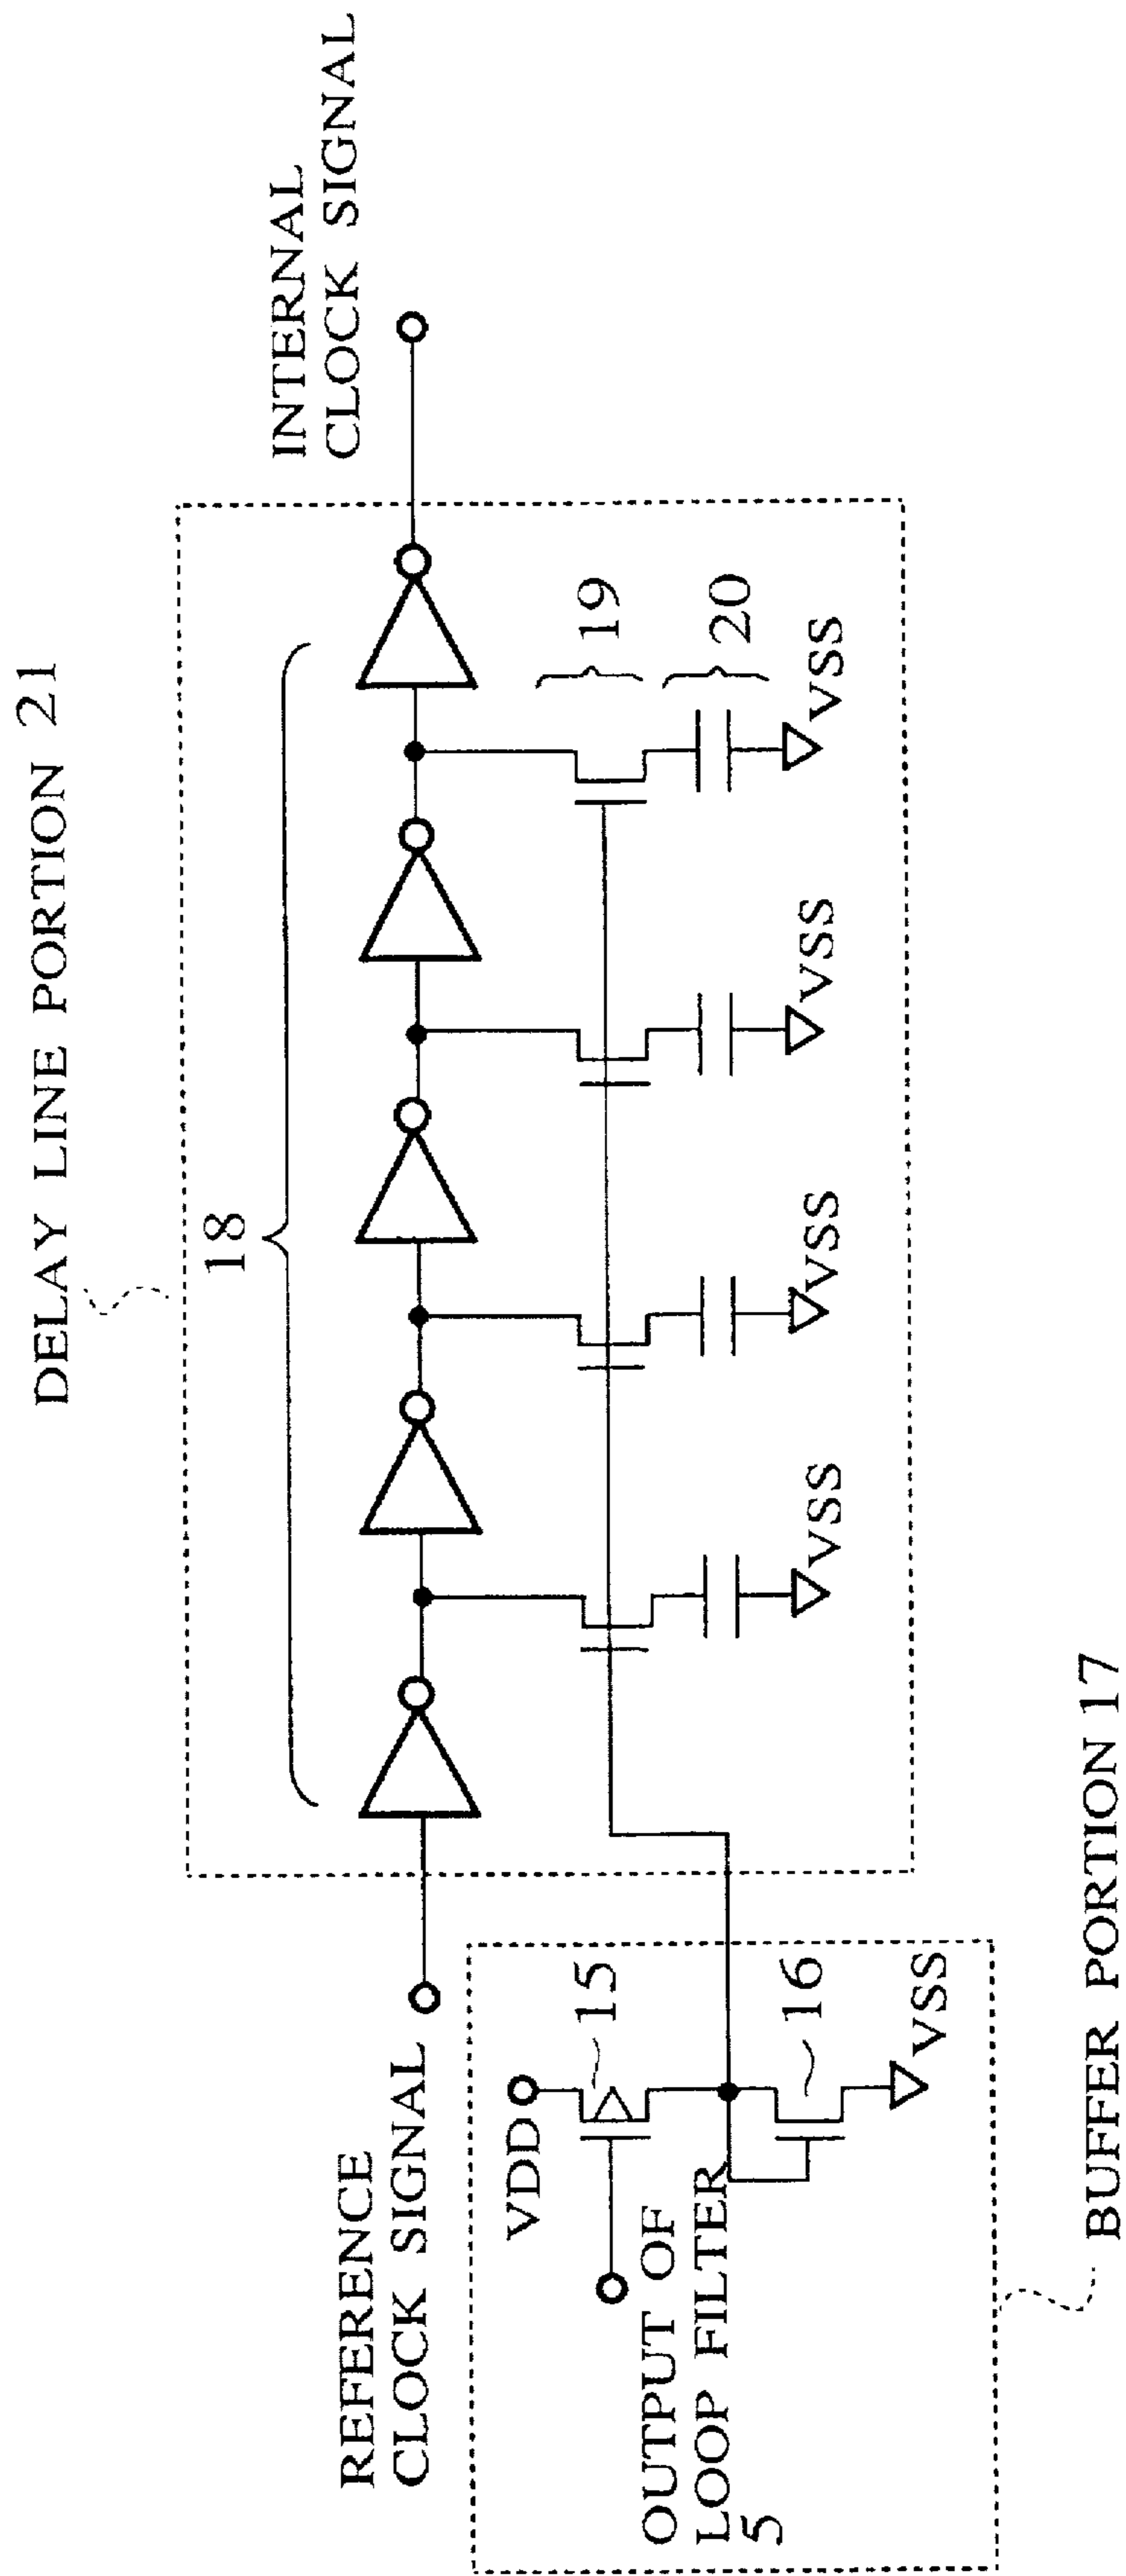 DELAY LINE PORTION 21
18
INTERNAL
CLOCK SIGNAL
REFERENCE
CLOCK SIGNAL
19
20
VSS
VSS
VSS
VSS
VDD
15
OUTPUT OF
LOOP FILTER
5
16
VSS
BUFFER PORTION 17